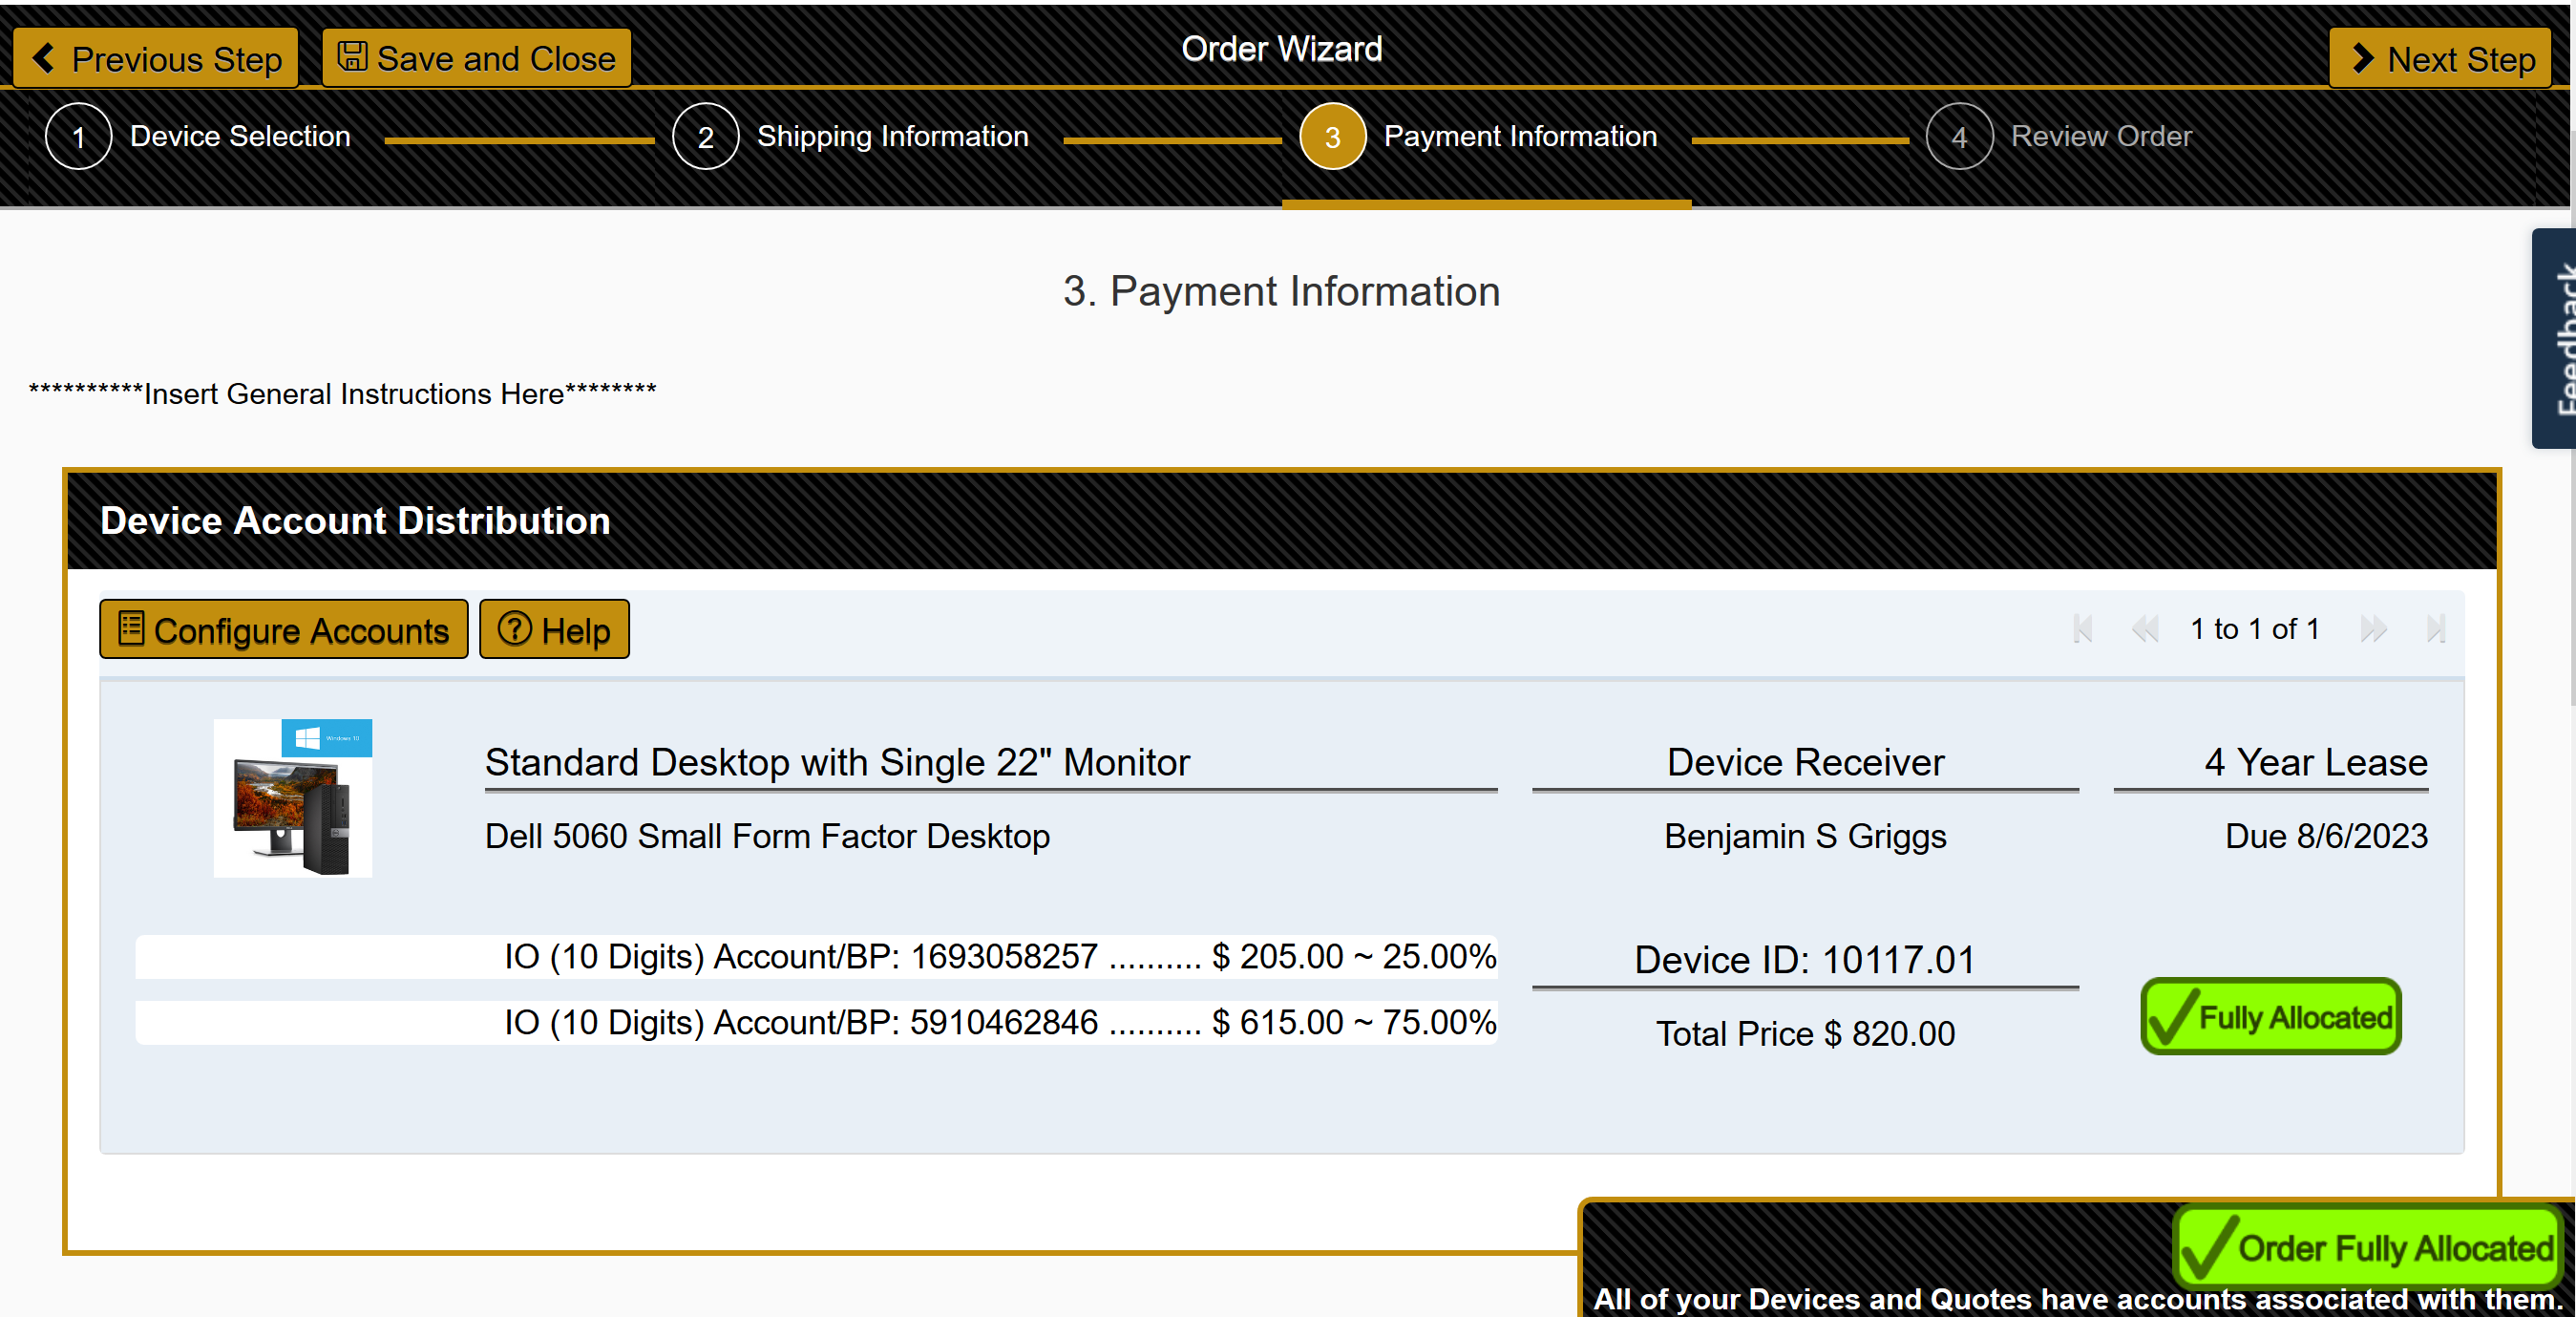 Previous Step
Save and Close
Order Wizard
Next Step
1 Device Selection
2 Shipping Information
3 Payment Information
4 Review Order
Feedback
3. Payment Information
**********Insert General Instructions Here********
Device Account Distribution
Configure Accounts
Help
1 to 1 of 1
Windows 10
Standard Desktop with Single 22" Monitor
Device Receiver
4 Year Lease
Dell 5060 Small Form Factor Desktop
Benjamin S Griggs
Due 8/6/2023
IO (10 Digits) Account/BP: 1693058257 .......... $ 205.00 ~ 25.00%
Device ID: 10117.01
IO (10 Digits) Account/BP: 5910462846 .......... $ 615.00 ~ 75.00%
Total Price $ 820.00
Fully Allocated
Order Fully Allocated
All of your Devices and Quotes have accounts associated with them.